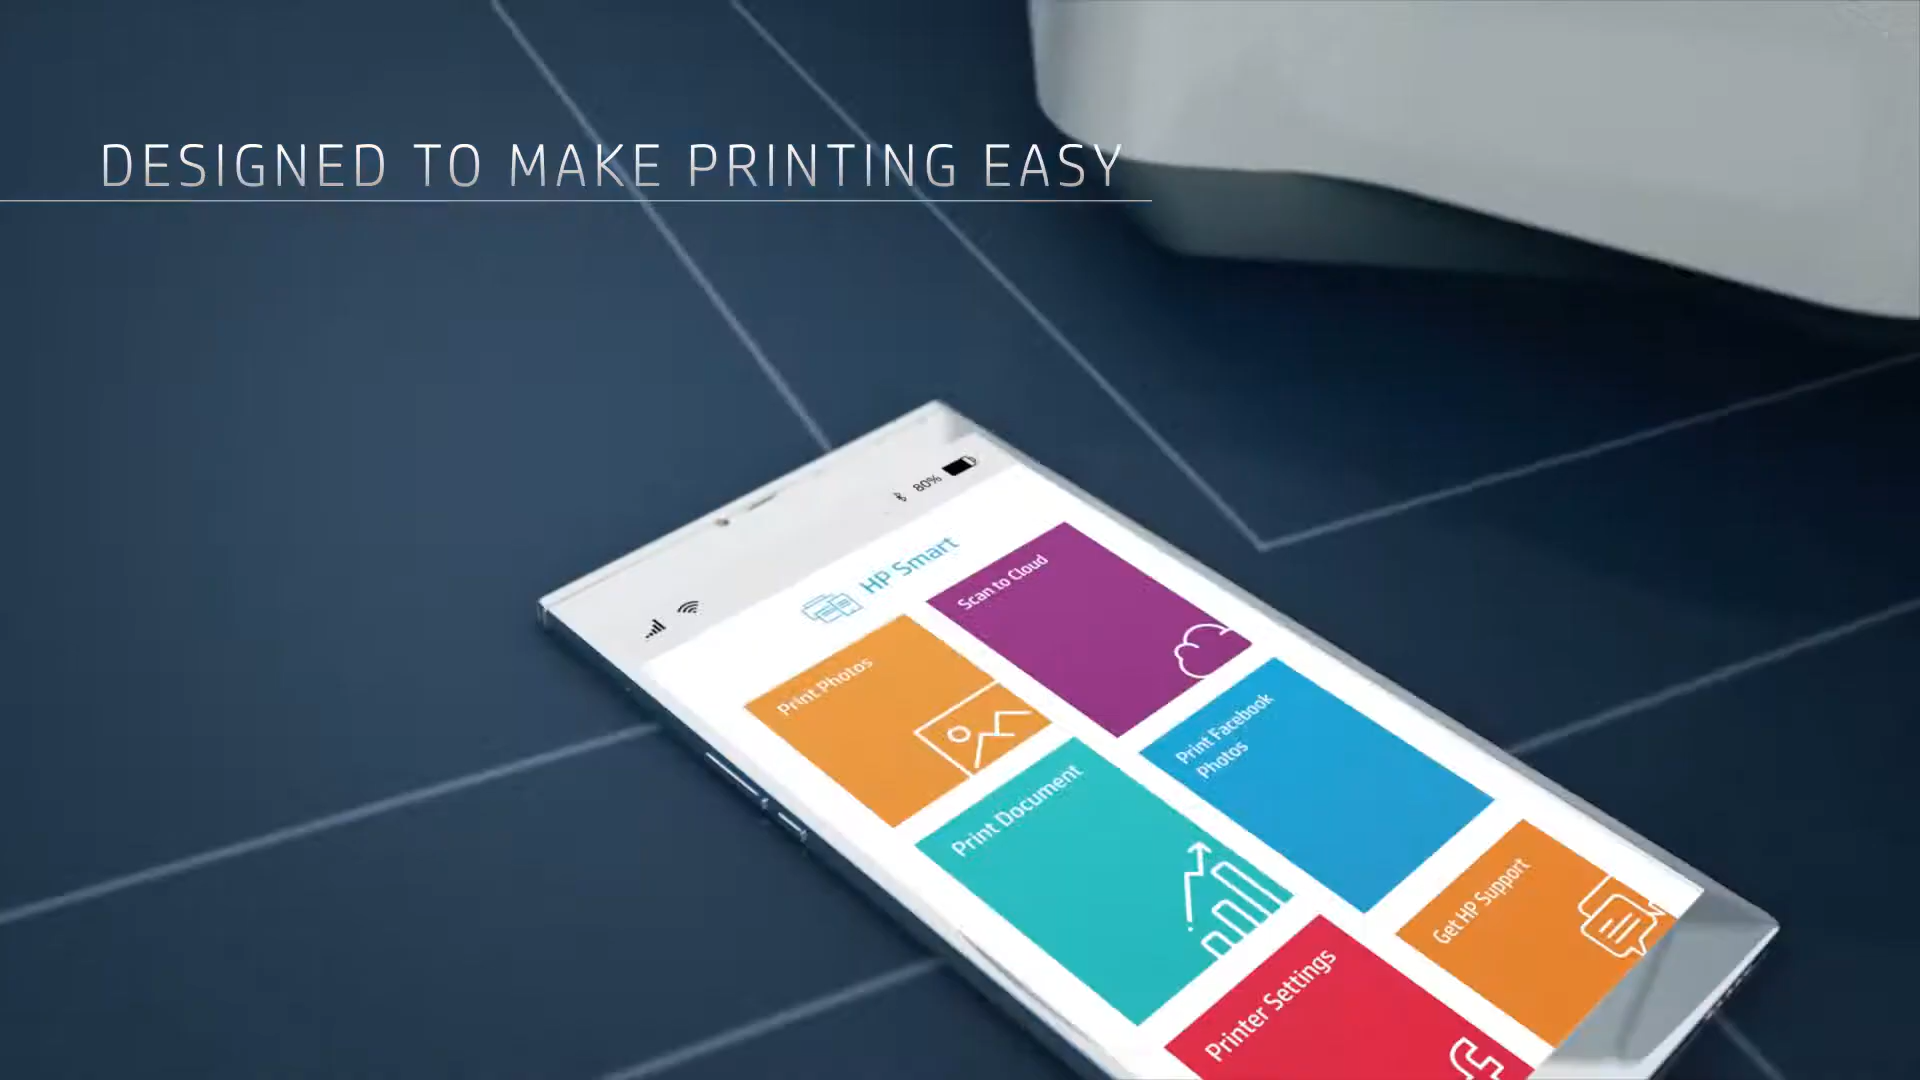 DESIGNED TO MAKE PRINTING EASY
80%
HP Smart
Print Photos
Scan to Cloud
Print Document
Print Facebook
Photos
Printer Settings
Get HP Support